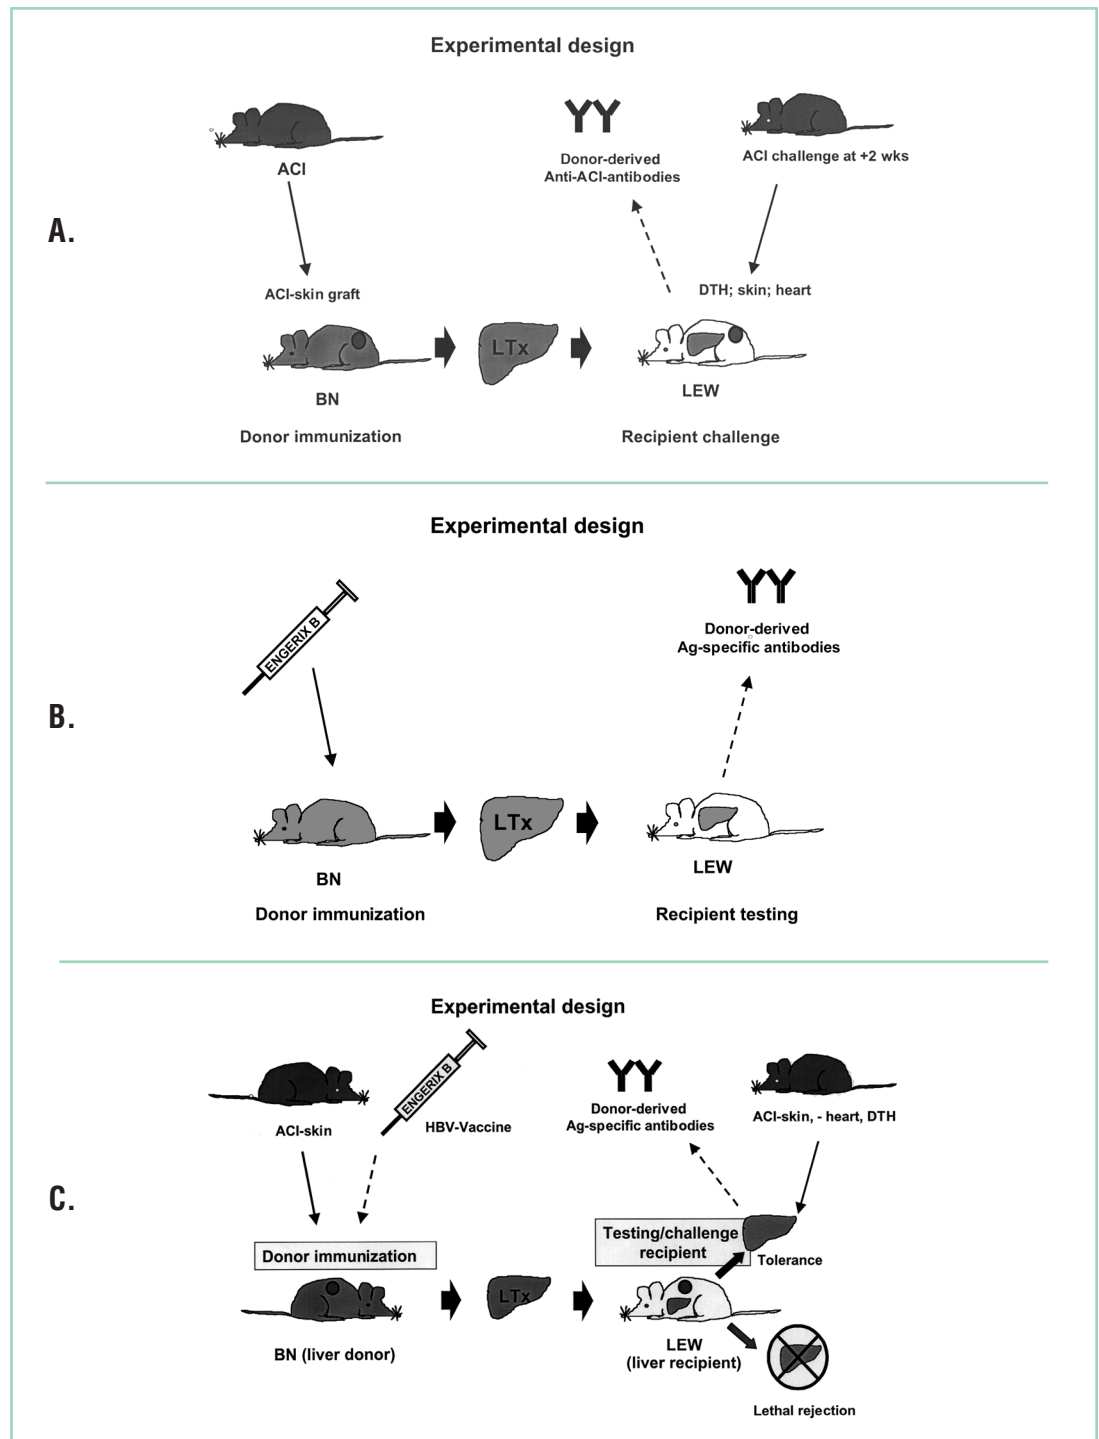 Experimental design
ACI
Donor-derived
Anti-ACI-antibodies
ACI challenge at +2 wks
A.
ACI-skin graft
DTH; skin; heart
LTx
BN
LEW
Donor immunization
Recipient challenge
Experimental design
ENGERIX B
Donor-derived
Ag-specific antibodies
B.
LTx
BN
LEW
Donor immunization
Recipient testing
Experimental design
ENGERIX B
ACI-skin
HBV-Vaccine
Donor-derived
Ag-specific antibodies
ACI-skin, - heart, DTH
C.
Donor immunization
Testing/challenge
recipient
Tolerance
LTx
BN (liver donor)
LEW
(liver recipient)
Lethal rejection